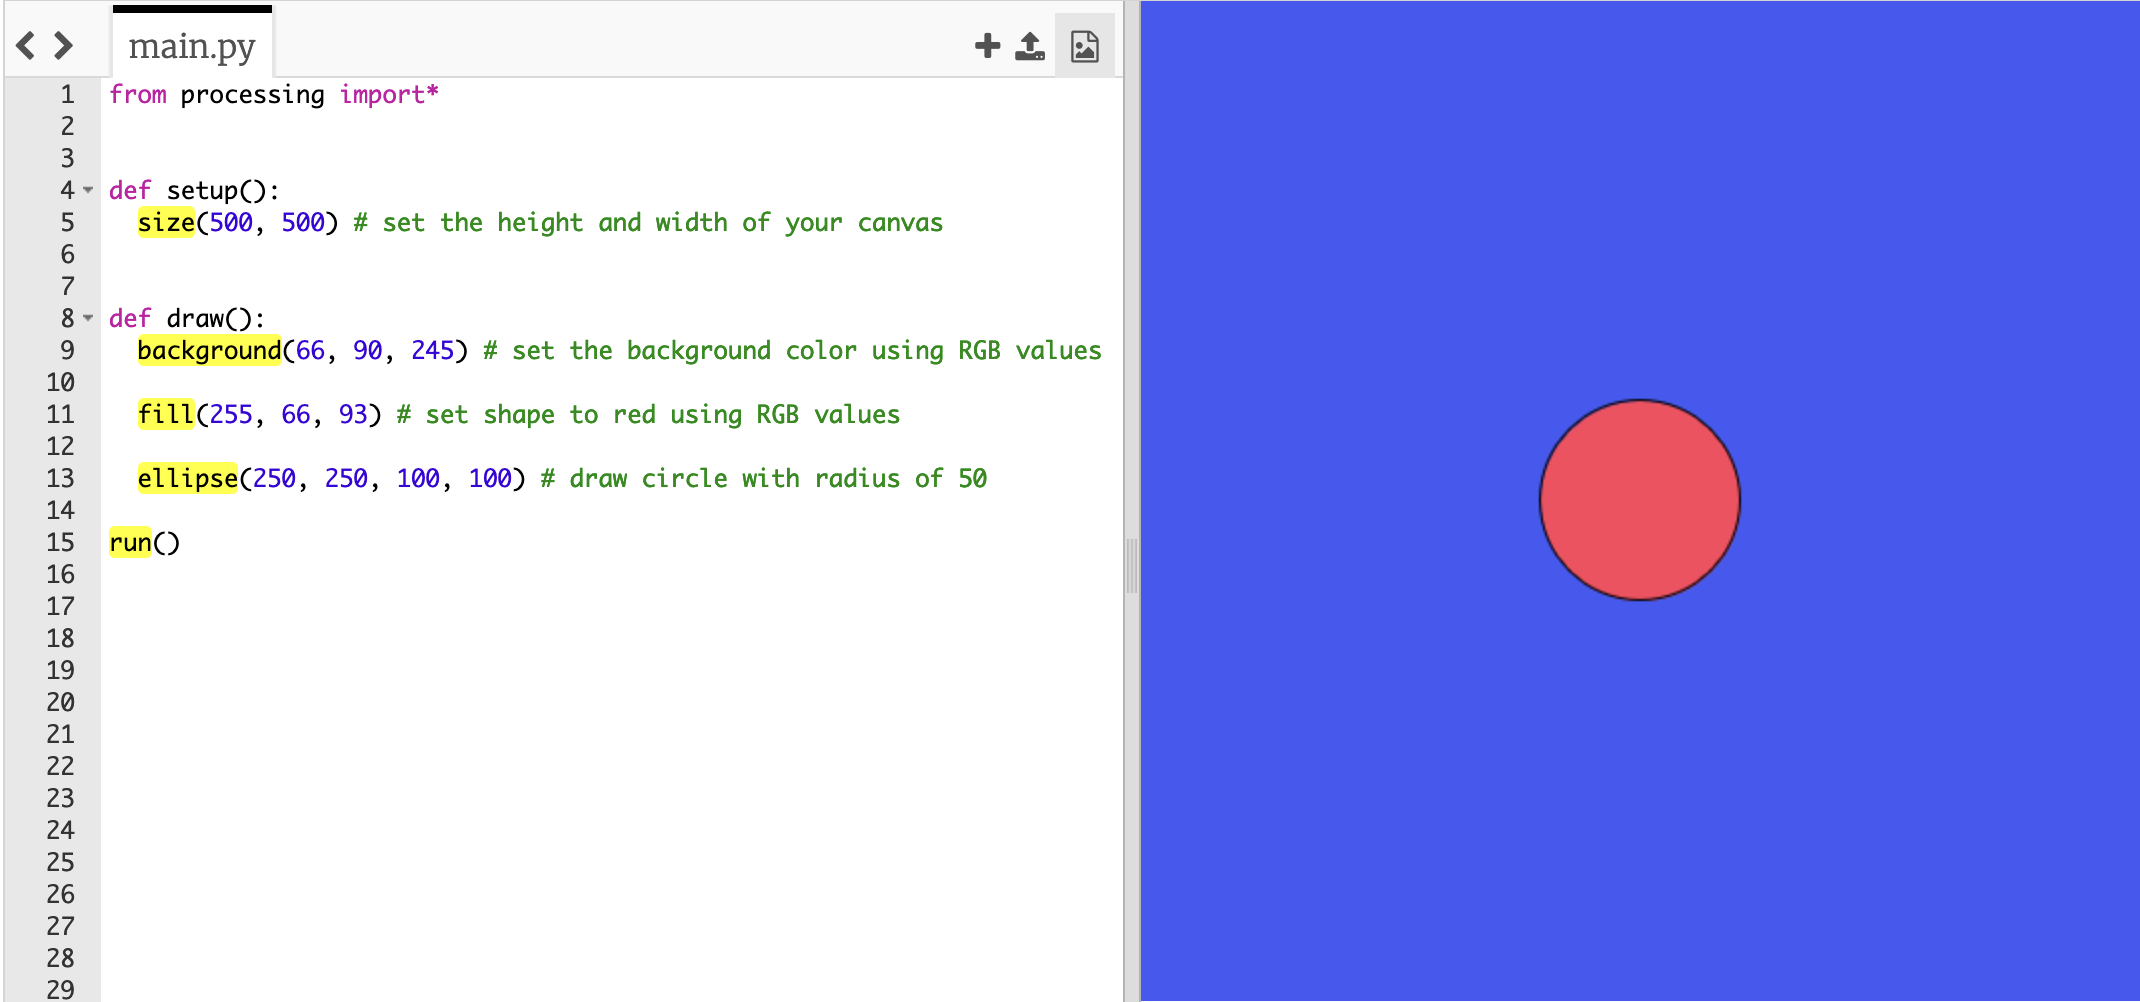 main.py
1 from processing import*
2
3
4 def setup():
5   size(500, 500) # set the height and width of your canvas
6
7
8 def draw():
9   background(66, 90, 245) # set the background color using RGB values
10
11   fill(255, 66, 93) # set shape to red using RGB values
12
13   ellipse(250, 250, 100, 100) # draw circle with radius of 50
14
15 run()
16
17
18
19
20
21
22
23
24
25
26
27
28
29